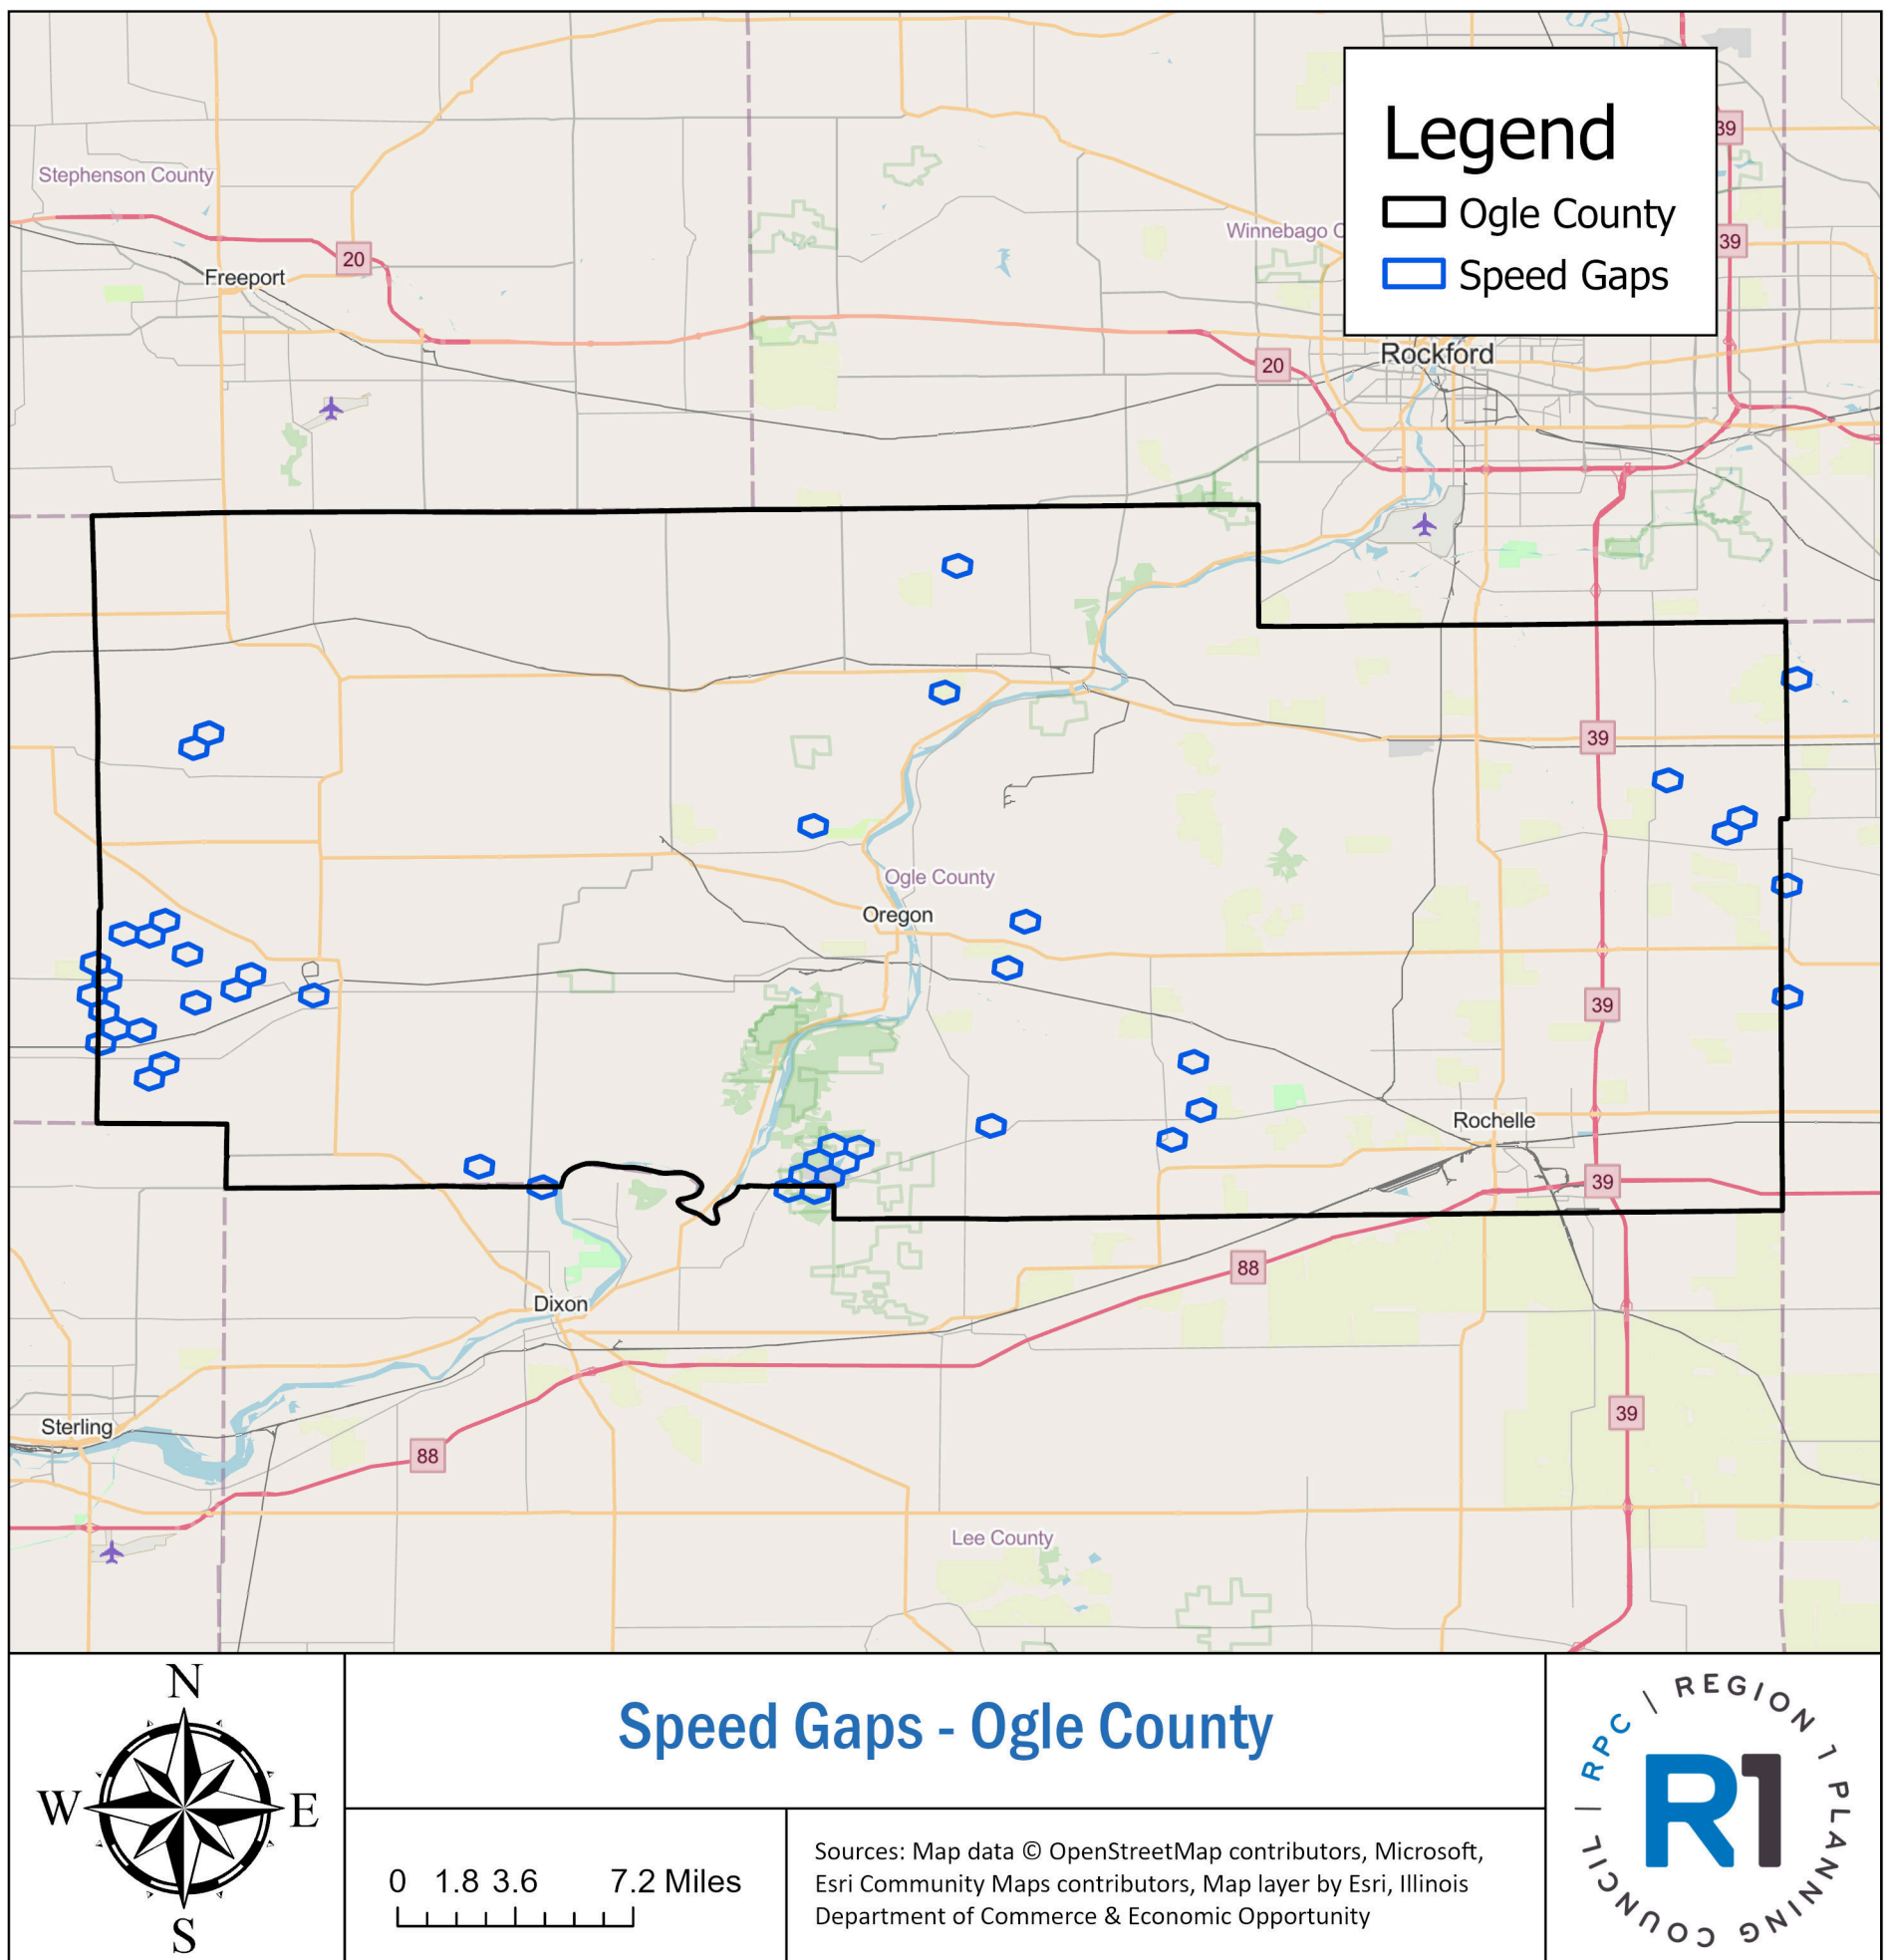 Legend
Ogle County
Speed Gaps
39
Stephenson County
Winnebago C
39
20
Freeport
Rockford
20
39
Ogle County
Oregon
39
Rochelle
39
88
Dixon
39
Sterling
88
Lee County
N
W
E
S
Speed Gaps - Ogle County
0 1.8 3.6 7.2 Miles
Sources: Map data © OpenStreetMap contributors, Microsoft,
Esri Community Maps contributors, Map layer by Esri, Illinois
Department of Commerce & Economic Opportunity
| RPC | REGION 1 PLANNING COUNCIL
R1